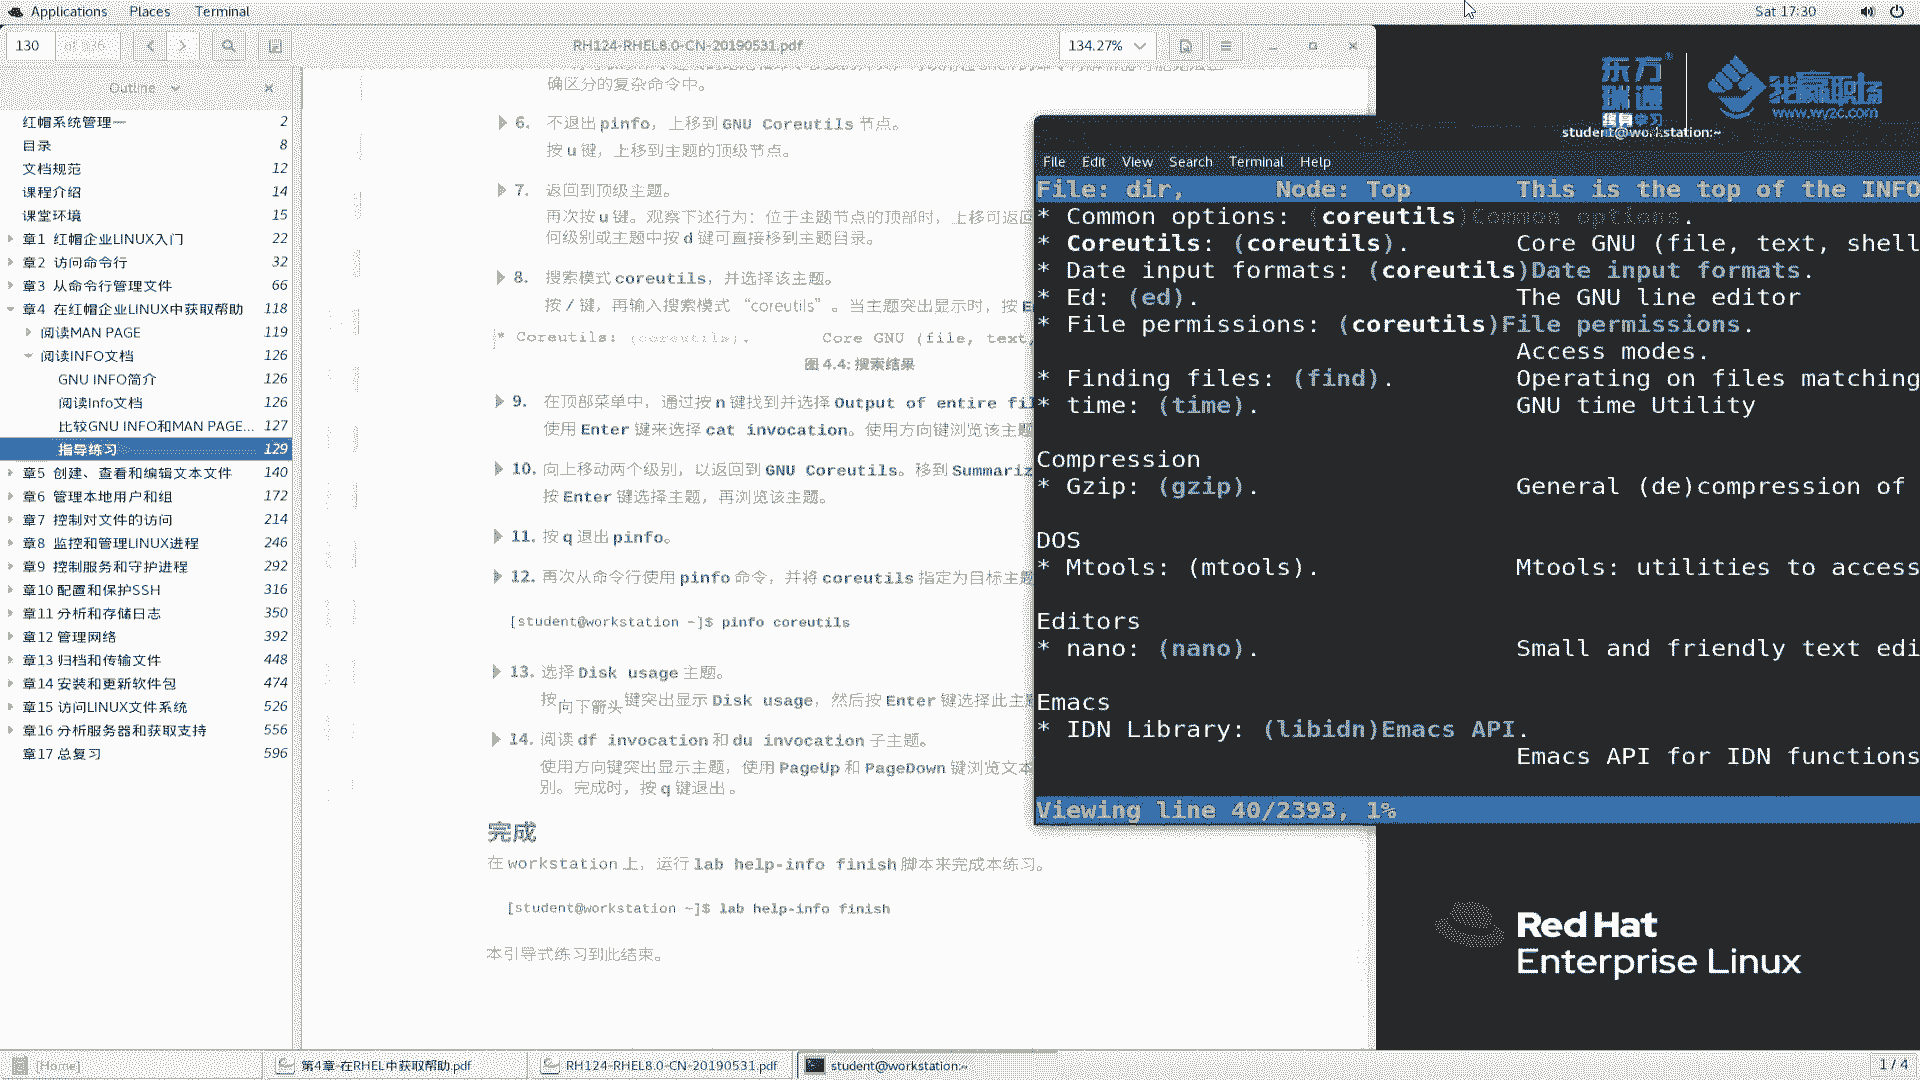 Applications Places Terminal
Sat 17:30
130 of 636
RH124-RHEL8.0-CN-20190531.pdf
134.27%
Outline
红帽系统管理一 2
目录 8
文档规范 12
课程介绍 14
课堂环境 15
章1 红帽企业LINUX入门 22
章2 访问命令行 32
章3 从命令行管理文件 66
章4 在红帽企业LINUX中获取帮助 118
阅读MAN PAGE 119
阅读INFO文档 126
GNU INFO简介 126
阅读Info文档 126
比较GNU INFO和MAN PAGE... 127
指导练习 129
章5 创建、查看和编辑文本文件 140
章6 管理本地用户和组 172
章7 控制对文件的访问 214
章8 监控和管理LINUX进程 246
章9 控制服务和守护进程 292
章10 配置和保护SSH 316
章11 分析和存储日志 350
章12 管理网络 392
章13 归档和传输文件 448
章14 安装和更新软件包 474
章15 访问LINUX文件系统 526
章16 分析服务器和获取支持 556
章17 总复习 596
确区分的复杂命令中。
6. 不退出 pinfo，上移到 GNU Coreutils 节点。
按 u 键，上移到主题的顶级节点。
7. 返回到顶级主题。
再次按 u 键。观察下述行为：位于主题节点的顶部时，上移可返回
何级别或主题中按 d 键可直接移到主题目录。
8. 搜索模式 coreutils，并选择该主题。
按 / 键，再输入搜索模式 “coreutils”。当主题突出显示时，按 E
* Coreutils: (coreutils). Core GNU (file, text,
图 4.4: 搜索结果
9. 在顶部菜单中，通过按 n 键找到并选择 Output of entire fil
使用 Enter 键来选择 cat invocation。使用方向键浏览该主题
10. 向上移动两个级别，以返回到 GNU Coreutils。移到 Summariz
按 Enter 键选择主题，再浏览该主题。
11. 按 q 退出 pinfo。
12. 再次从命令行使用 pinfo 命令，并将 coreutils 指定为目标主题
[student@workstation ~]$ pinfo coreutils
13. 选择 Disk usage 主题。
按向下箭头键突出显示 Disk usage，然后按 Enter 键选择此主题
14. 阅读 df invocation 和 du invocation 子主题。
使用方向键突出显示主题，使用 PageUp 和 PageDown 键浏览文本
别。完成时，按 q 键退出。
完成
在 workstation 上，运行 lab help-info finish 脚本来完成本练习。
[student@workstation ~]$ lab help-info finish
本引导式练习到此结束。
东方瑞通
终身学习
我赢职场
www.wyzc.com
student@workstation:~
File Edit View Search Terminal Help
File: dir, Node: Top This is the top of the INFO
* Common options: (coreutils)Common options.
* Coreutils: (coreutils). Core GNU (file, text, shell
* Date input formats: (coreutils)Date input formats.
* Ed: (ed). The GNU line editor
* File permissions: (coreutils)File permissions.
Access modes.
* Finding files: (find). Operating on files matching
* time: (time). GNU time Utility
Compression
* Gzip: (gzip). General (de)compression of
DOS
* Mtools: (mtools). Mtools: utilities to access
Editors
* nano: (nano). Small and friendly text edi
Emacs
* IDN Library: (libidn)Emacs API.
Emacs API for IDN functions
Viewing line 40/2393, 1%
Red Hat
Enterprise Linux
[Home] 第4章-在RHEL中获取帮助.pdf RH124-RHEL8.0-CN-20190531.pdf student@workstation:~ 1 / 4